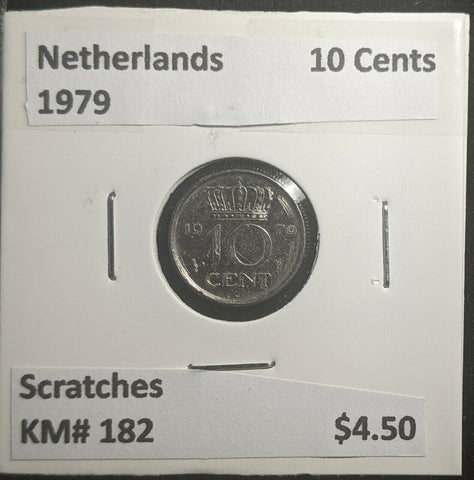 Netherlands 10 Cents
1979
19 79
10
CENT
Scratches
KM# 182 $4.50